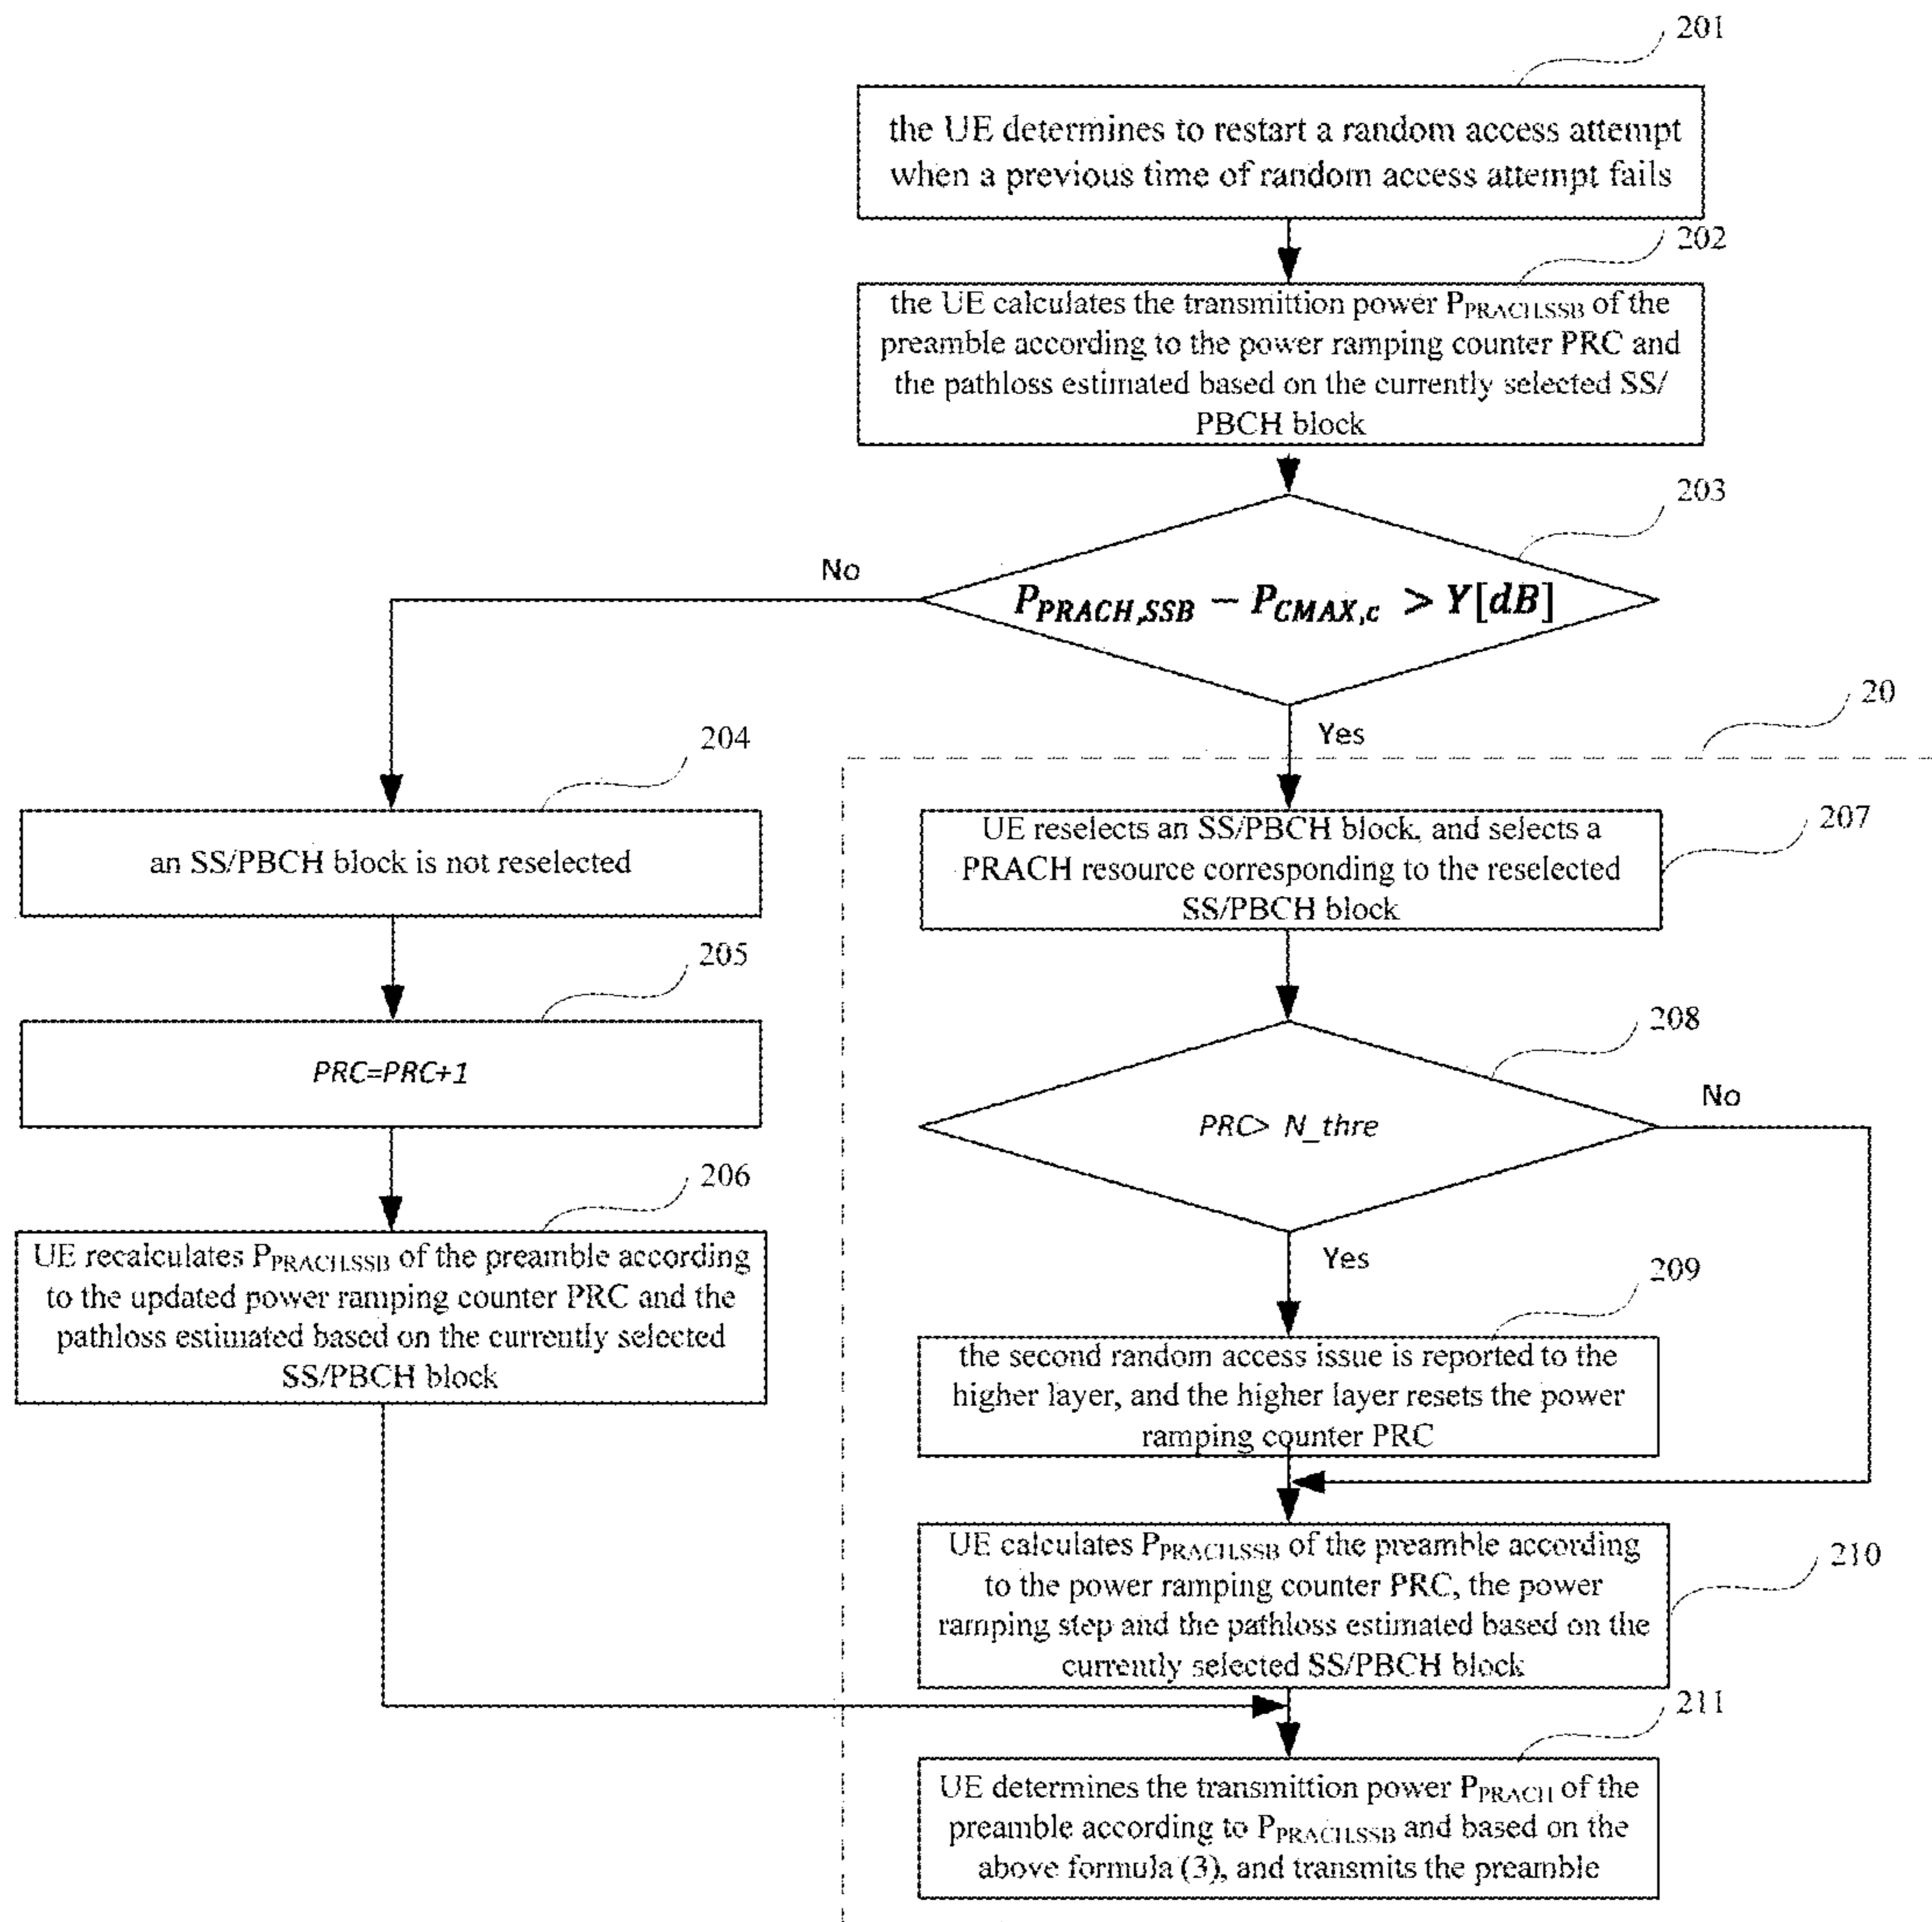 201
the UE determines to restart a random access attempt
when a previous time of random access attempt fails
202
the UE calculates the transmittion power PPRACH,SSB of the
preamble according to the power ramping counter PRC and
the pathloss estimated based on the currently selected SS/
PBCH block
203
PPRACH,SSB − PCMAX,c > Y[dB]
No
Yes
20
204
an SS/PBCH block is not reselected
205
PRC=PRC+1
206
UE recalculates PPRACH,SSB of the preamble according
to the updated power ramping counter PRC and the
pathloss estimated based on the currently selected
SS/PBCH block
207
UE reselects an SS/PBCH block, and selects a
PRACH resource corresponding to the reselected
SS/PBCH block
208
PRC> N_thre
No
Yes
209
the second random access issue is reported to the
higher layer, and the higher layer resets the power
ramping counter PRC
210
UE calculates PPRACH,SSB of the preamble according
to the power ramping counter PRC, the power
ramping step and the pathloss estimated based on the
currently selected SS/PBCH block
211
UE determines the transmittion power PPRACH of the
preamble according to PPRACH,SSB and based on the
above formula (3), and transmits the preamble